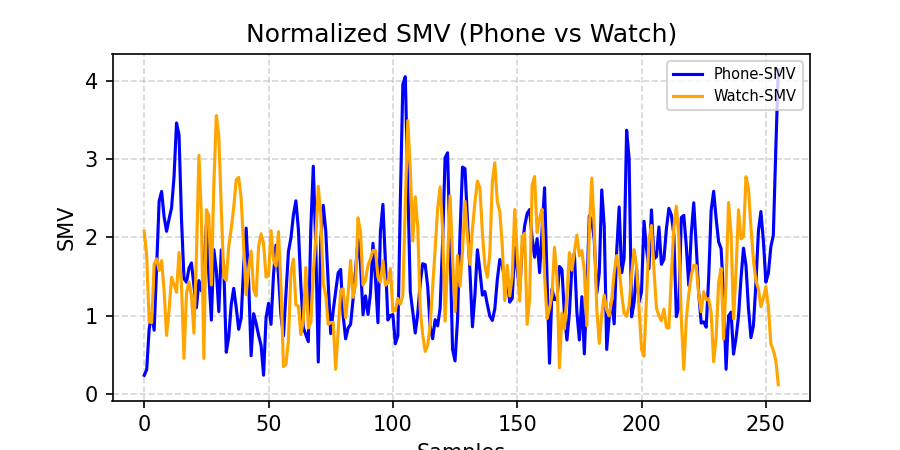 Normalized SMV (Phone vs Watch)
Phone-SMV
Watch-SMV
SMV
4
3
2
1
0
0 50 100 150 200 250
Samples